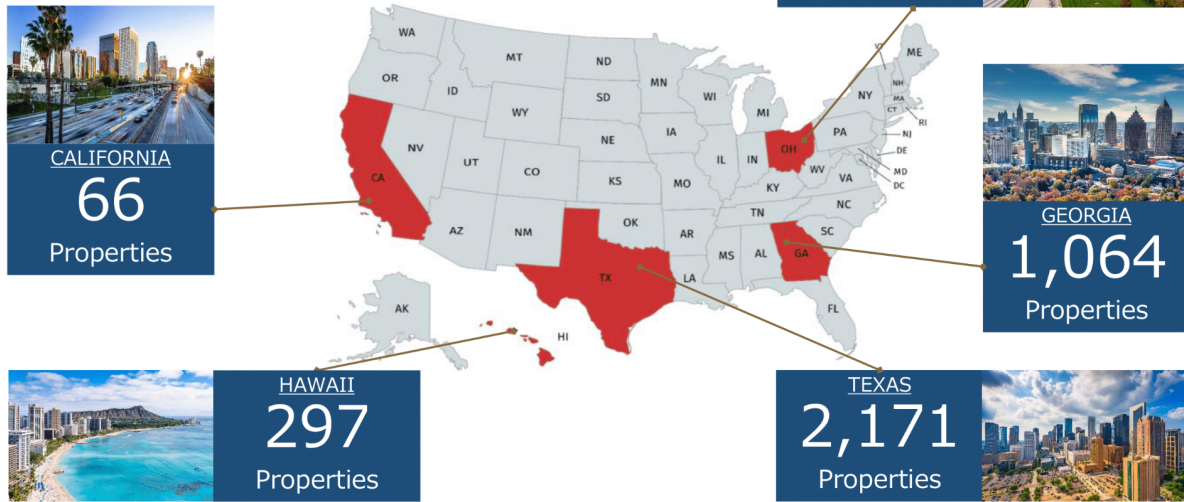 CALIFORNIA
66
Properties
GEORGIA
1,064
Properties
HAWAII
297
Properties
TEXAS
2,171
Properties
WA
OR
CA
NV
ID
MT
WY
UT
AZ
CO
NM
ND
SD
NE
KS
OK
TX
MN
IA
MO
AR
LA
WI
IL
MS
MI
IN
OH
KY
TN
AL
GA
FL
SC
NC
VA
WV
PA
NY
VT
NH
ME
MA
CT
RI
NJ
DE
MD
DC
AK
HI